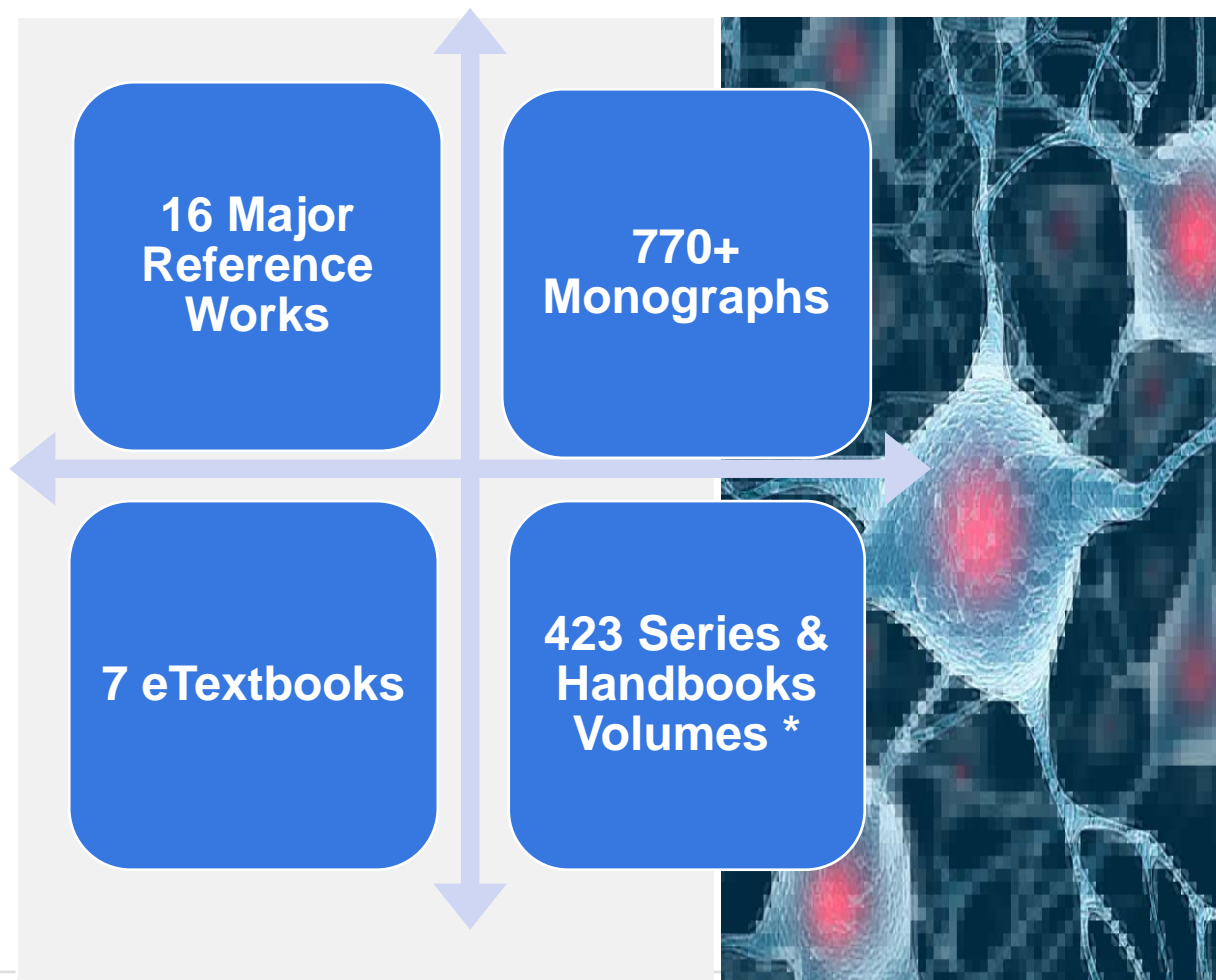 16 Major
Reference
Works
770+
Monographs
7 eTextbooks
423 Series &
Handbooks
Volumes *